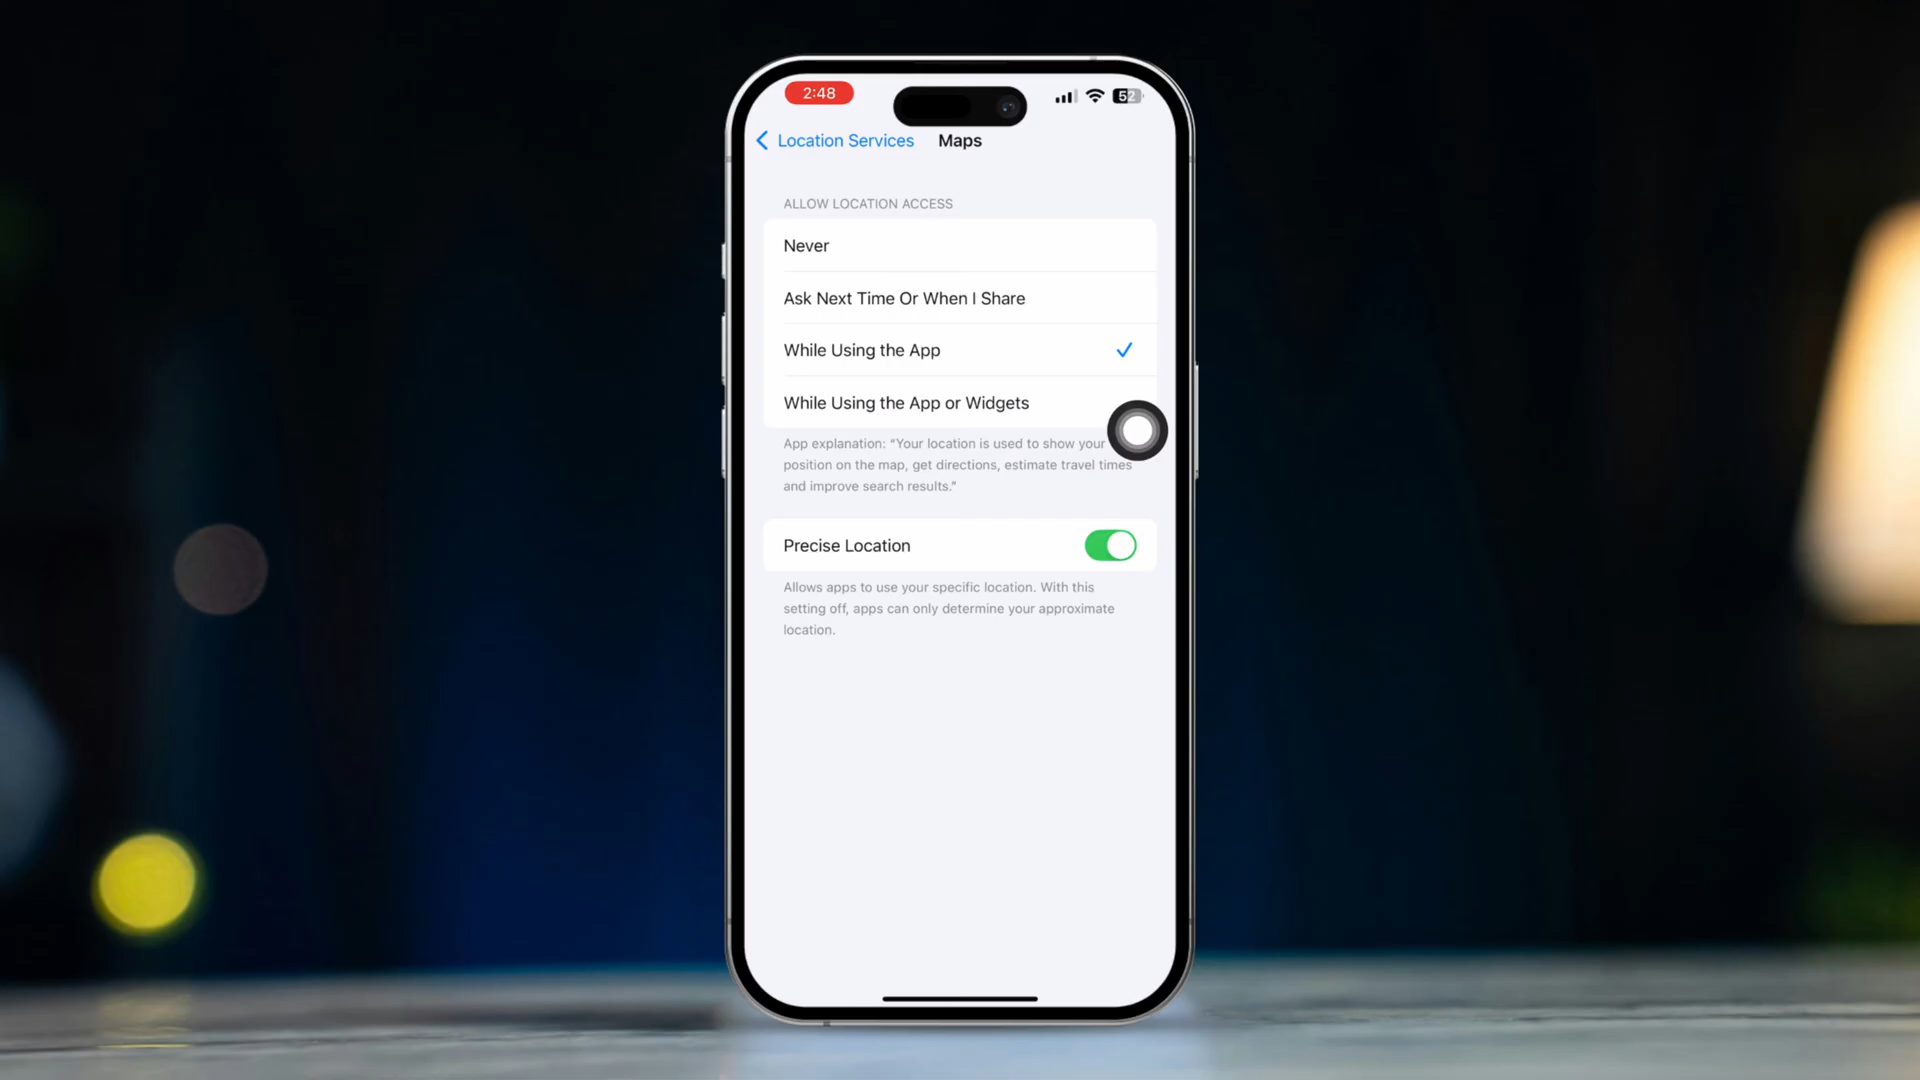 2:48
52
Location Services Maps
ALLOW LOCATION ACCESS
Never
Ask Next Time Or When I Share
While Using the App
While Using the App or Widgets
App explanation: “Your location is used to show your
position on the map, get directions, estimate travel times
and improve search results.”
Precise Location
Allows apps to use your specific location. With this
setting off, apps can only determine your approximate
location.